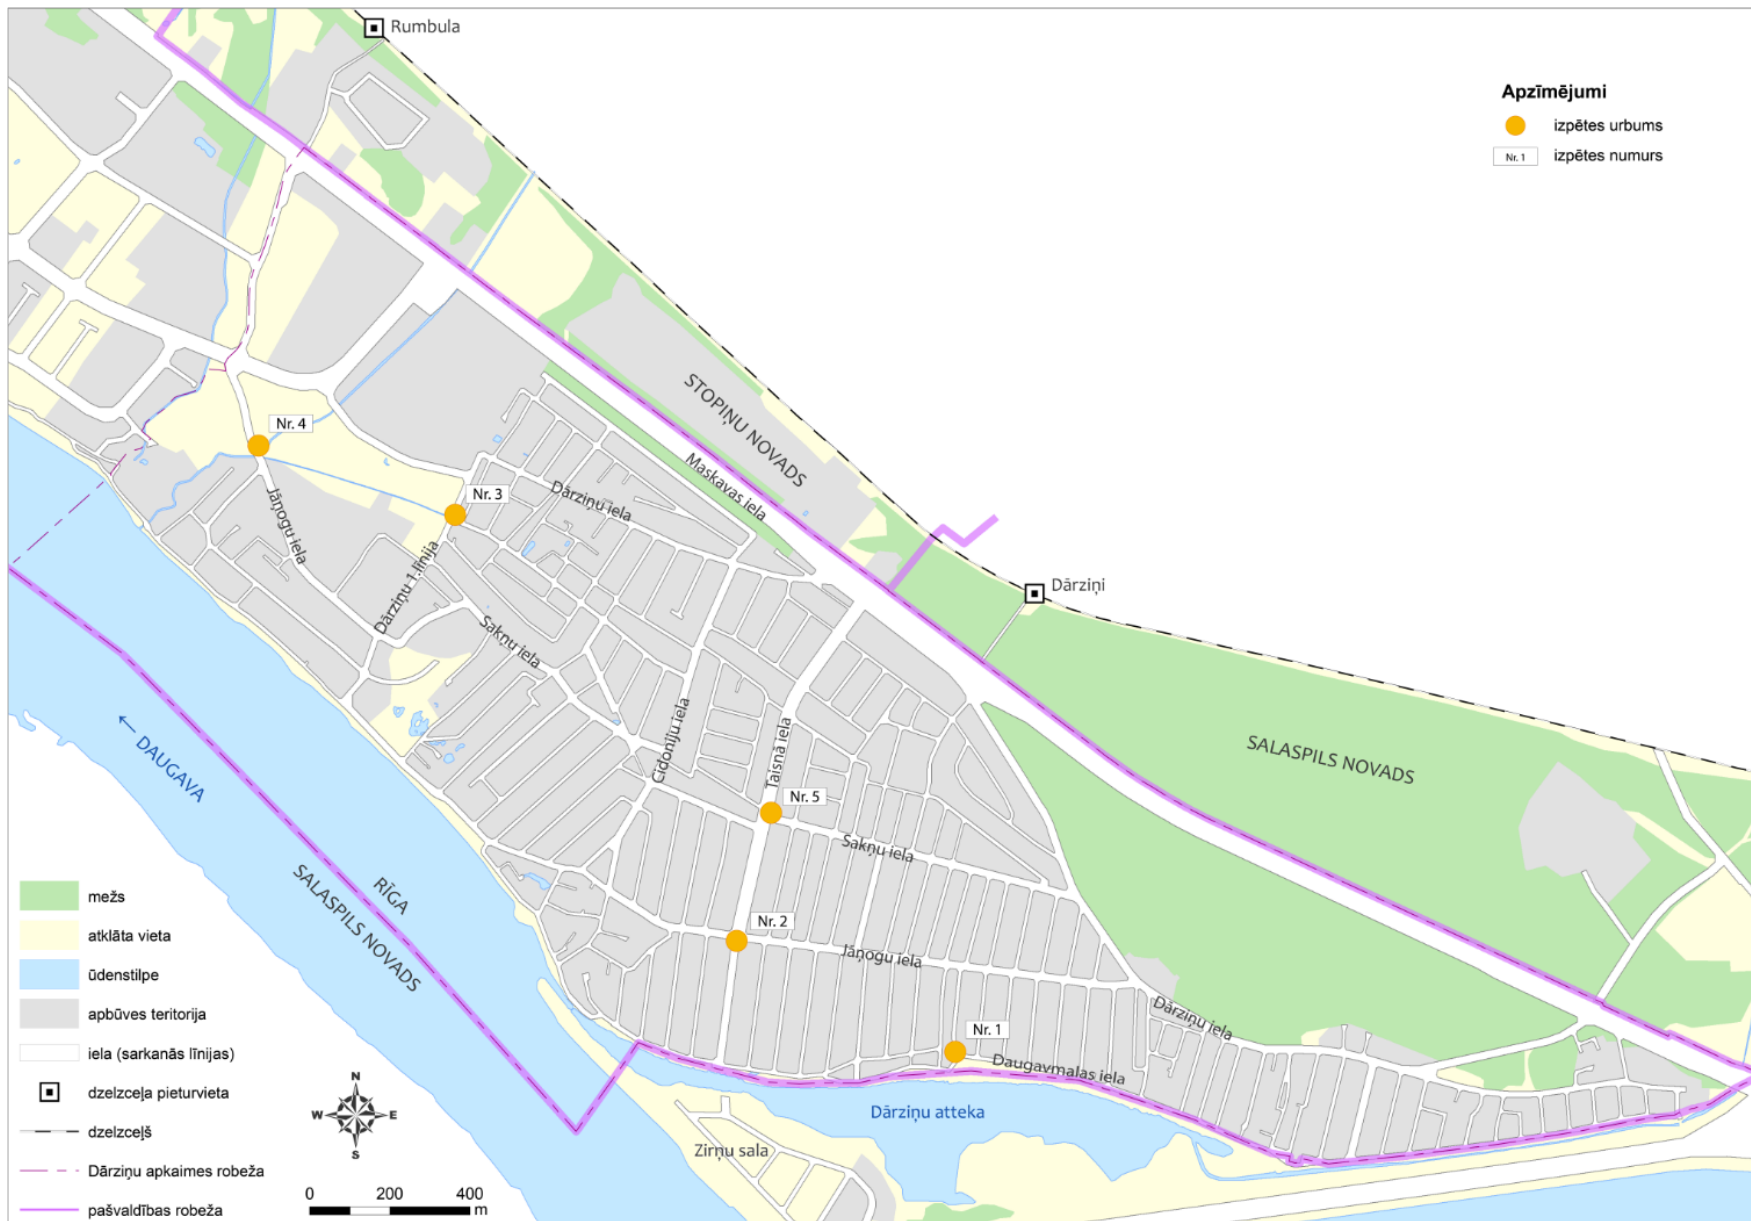 Rumbula
Apzīmējumi
izpētes urbums
Nr. 1
izpētes numurs
STOPIŅU NOVADS
Nr. 4
Maskavas iela
Nr. 3
Dārziņu iela
Jāņogu iela
Dārziņu 1.līnija
Dārziņi
Sakņu iela
Cidoniju iela
Taisnā iela
SALASPILS NOVADS
← DAUGAVA
Nr. 5
Sakņu iela
RĪGA
SALASPILS NOVADS
Nr. 2
Jāņogu iela
Dārziņu iela
Nr. 1
Daugavmalas iela
Dārziņu atteka
Zirņu sala
mežs
atklāta vieta
ūdenstilpe
apbūves teritorija
iela (sarkanās līnijas)
dzelzceļa pieturvieta
dzelzceļš
Dārziņu apkaimes robeža
pašvaldības robeža
N
W E
S
0 200 400
m